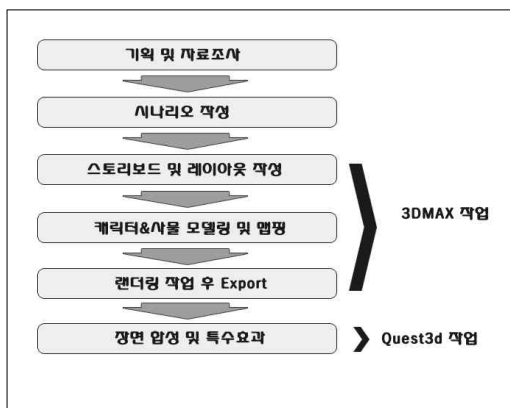 기획 및 자료조사
시나리오 작성
스토리보드 및 레이아웃 작성
캐릭터&사물 모델링 및 맵핑
3DMAX 작업
랜더링 작업 후 Export
장면 합성 및 특수효과
Quest3d 작업